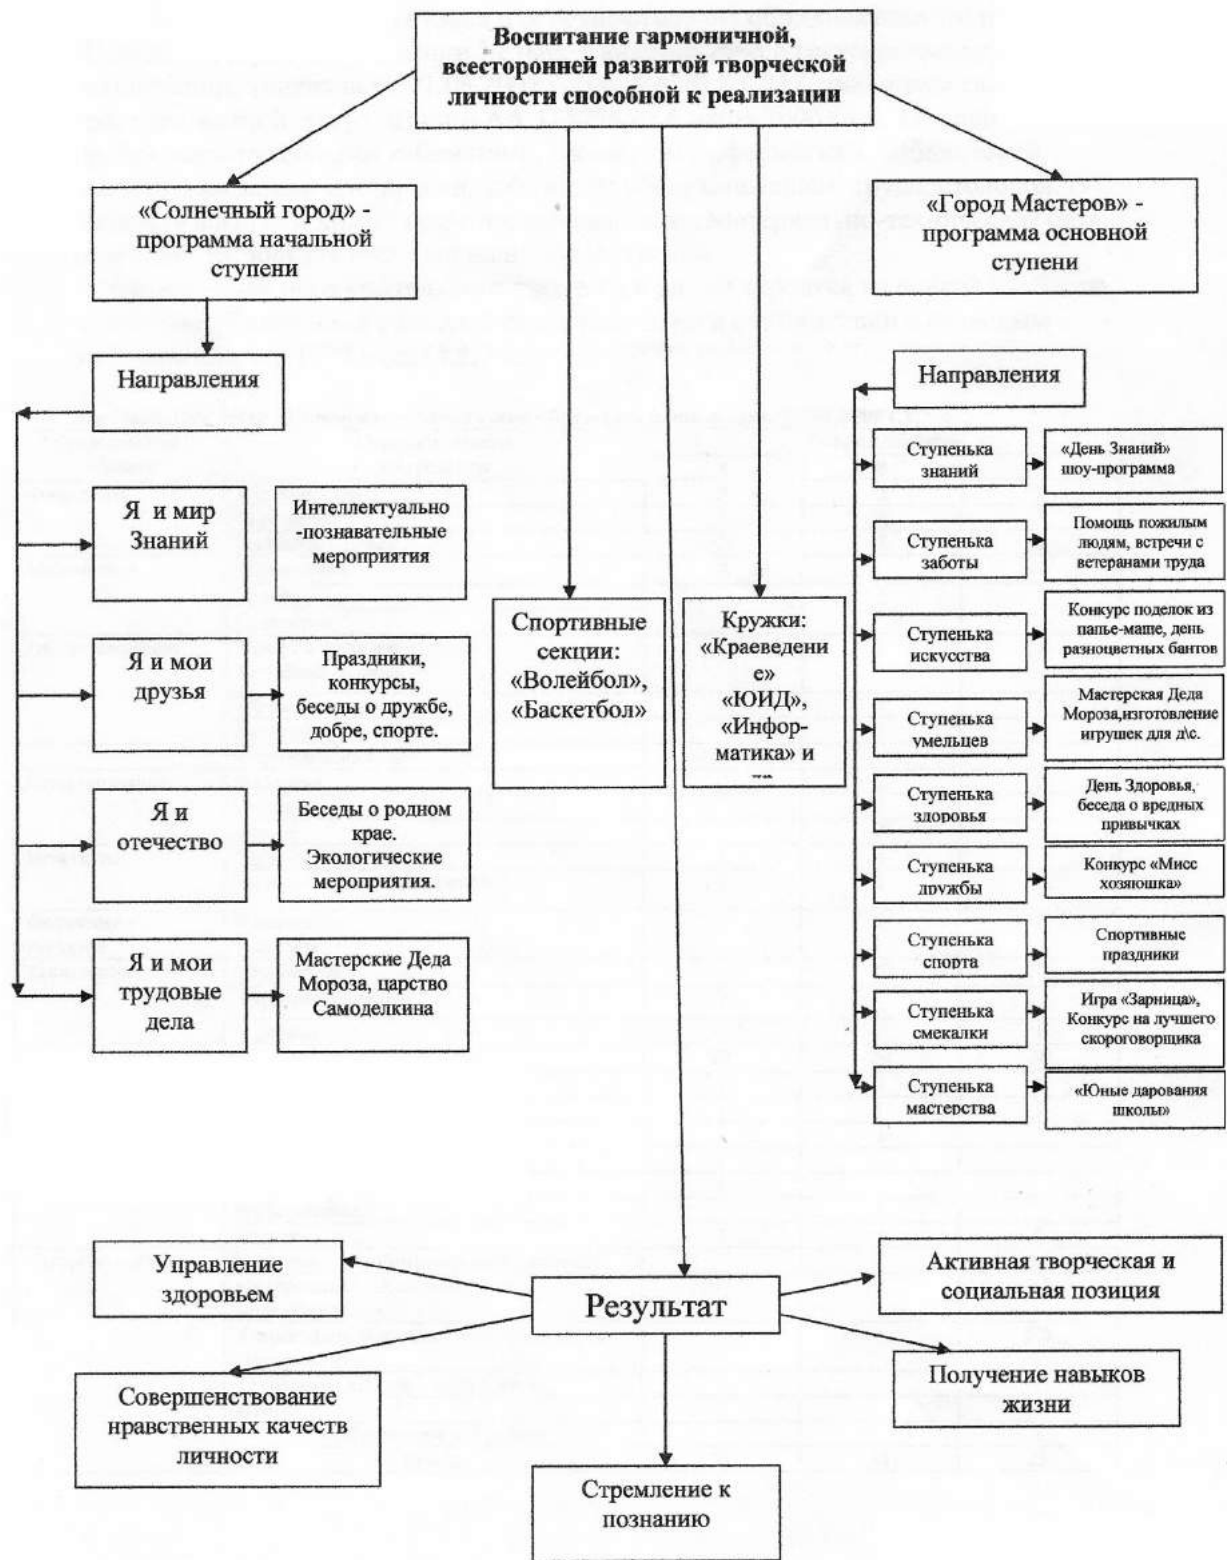 Воспитание гармоничной,
всесторонней развитой творческой
личности способной к реализации
«Солнечный город» -
программа начальной
ступени
«Город Мастеров» -
программа основной
ступени
Направления
Я и мир
Знаний
Интеллектуально
-познавательные
мероприятия
Я и мои
друзья
Праздники,
конкурсы,
беседы о дружбе,
добре, спорте.
Я и
отечество
Беседы о родном
крае.
Экологические
мероприятия.
Я и мои
трудовые
дела
Мастерские Деда
Мороза, царство
Самоделкина
Спортивные
секции:
«Волейбол»,
«Баскетбол»
Кружки:
«Краеведени
е»
«ЮИД»,
«Инфор-
матика» и
Направления
Ступенька
знаний
«День Знаний»
шоу-программа
Ступенька
заботы
Помощь пожилым
людям, встречи с
ветеранами труда
Ступенька
искусства
Конкурс поделок из
папье-маше, день
разноцветных бантов
Ступенька
умельцев
Мастерская Деда
Мороза,изготовление
игрушек для д\с.
Ступенька
здоровья
День Здоровья,
беседа о вредных
привычках
Ступенька
дружбы
Конкурс «Мисс
хозяюшка»
Ступенька
спорта
Спортивные
праздники
Ступенька
смекалки
Игра «Зарница»,
Конкурс на лучшего
скороговорщика
Ступенька
мастерства
«Юные дарования
школы»
Управление
здоровьем
Результат
Активная творческая и
социальная позиция
Совершенствование
нравственных качеств
личности
Получение навыков
жизни
Стремление к
познанию